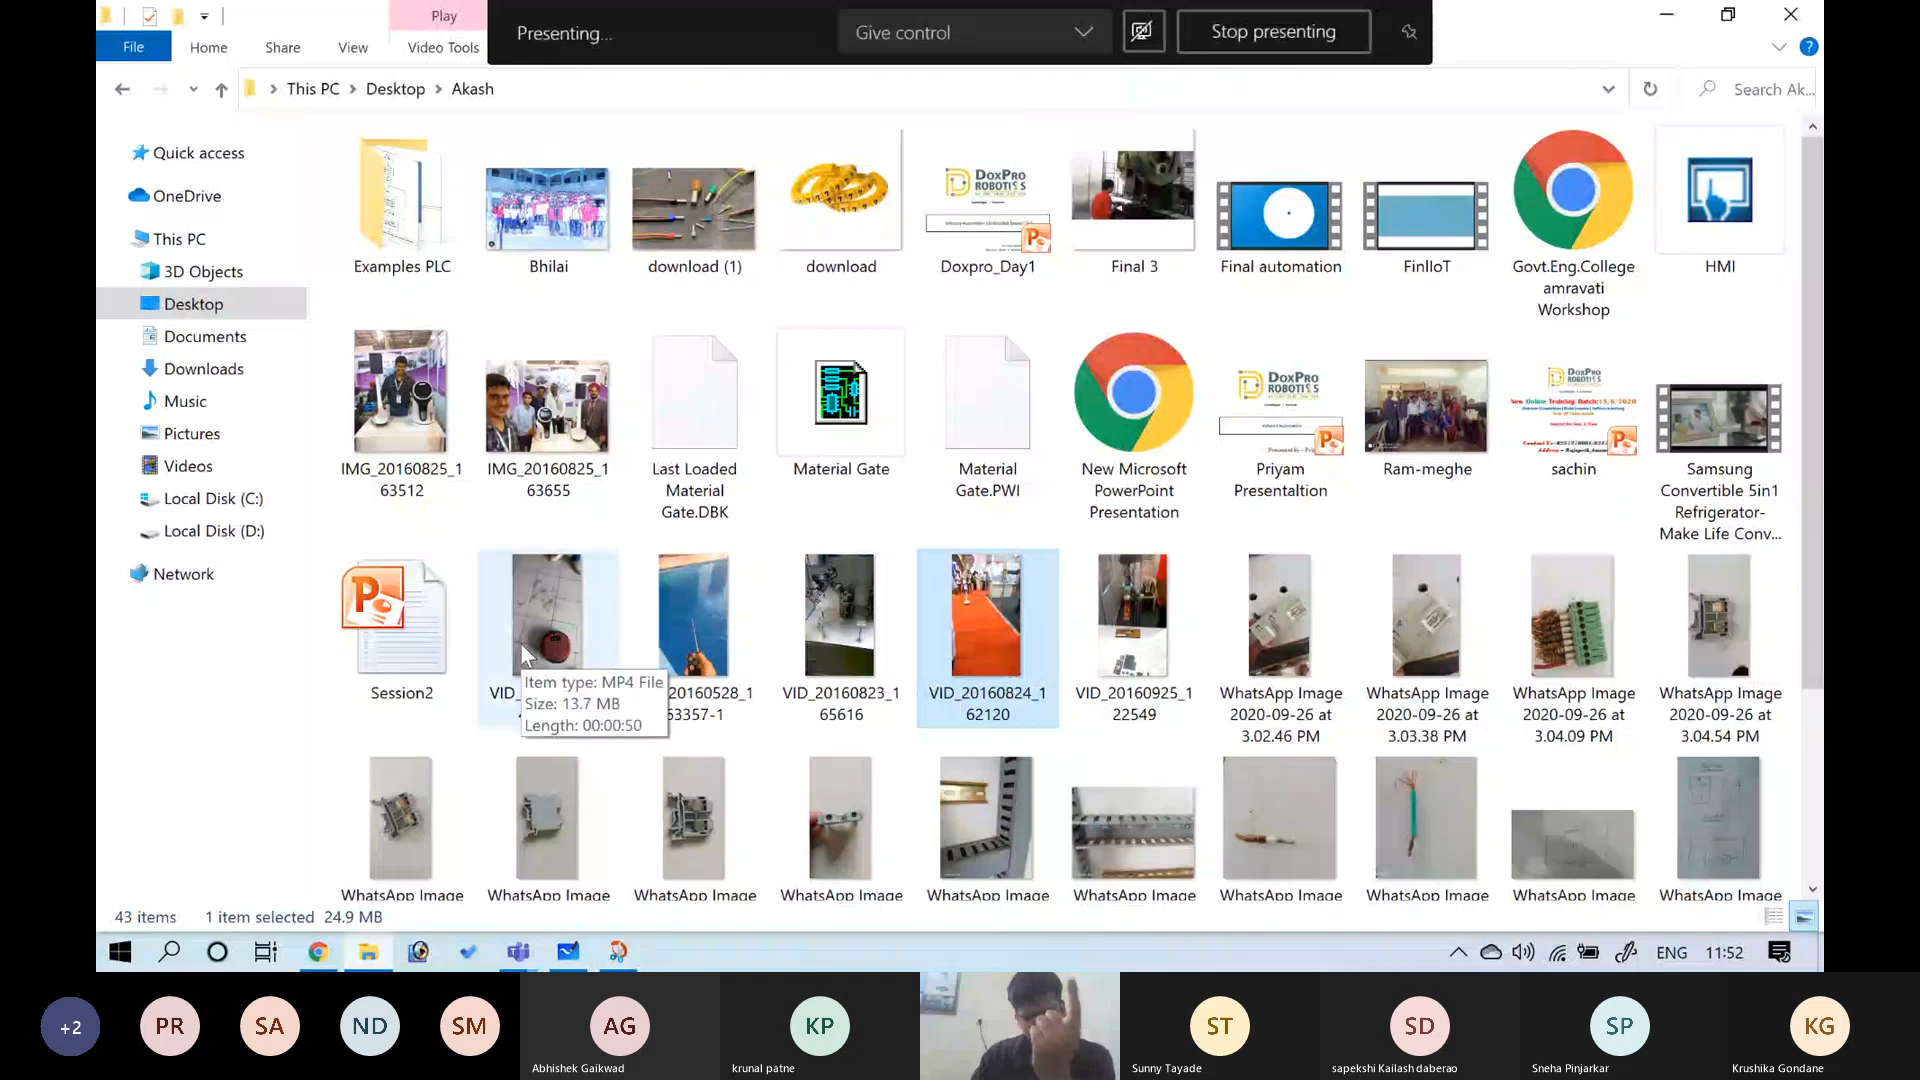 Play
Presenting...
Give control
Stop presenting
File
Home
Share
View
Video Tools
This PC
Desktop
Akash
Search Ak...
Quick access
OneDrive
This PC
3D Objects
Desktop
Documents
Downloads
Music
Pictures
Videos
Local Disk (C:)
Local Disk (D:)
Network
DOXPRO
ROBOTICS
Examples PLC
Bhilai
download (1)
download
Doxpro_Day1
Final 3
Final automation
FinIIoT
Govt.Eng.College
amravati
Workshop
HMI
DOXPRO
ROBOTICS
DOXPRO
ROBOTICS
New Online Training Batch:
IMG_20160825_1
63512
IMG_20160825_1
63655
Last Loaded
Material
Gate.DBK
Material Gate
Material
Gate.PWI
New Microsoft
PowerPoint
Presentation
Priyam
Presentaltion
Ram-meghe
sachin
Samsung
Convertible 5in1
Refrigerator-
Make Life Conv...
Session2
VID_
Item type: MP4 File
Size: 13.7 MB
Length: 00:00:50
20160528_1
53357-1
VID_20160823_1
65616
VID_20160824_1
62120
VID_20160925_1
22549
WhatsApp Image
2020-09-26 at
3.02.46 PM
WhatsApp Image
2020-09-26 at
3.03.38 PM
WhatsApp Image
2020-09-26 at
3.04.09 PM
WhatsApp Image
2020-09-26 at
3.04.54 PM
WhatsApp Image
WhatsApp Image
WhatsApp Image
WhatsApp Image
WhatsApp Image
WhatsApp Image
WhatsApp Image
WhatsApp Image
WhatsApp Image
WhatsApp Image
43 items
1 item selected 24.9 MB
ENG
11:52
+2
PR
SA
ND
SM
AG
Abhishek Gaikwad
KP
krunal patne
ST
Sunny Tayade
SD
sapekshi Kailash daberao
SP
Sneha Pinjarkar
KG
Krushika Gondane